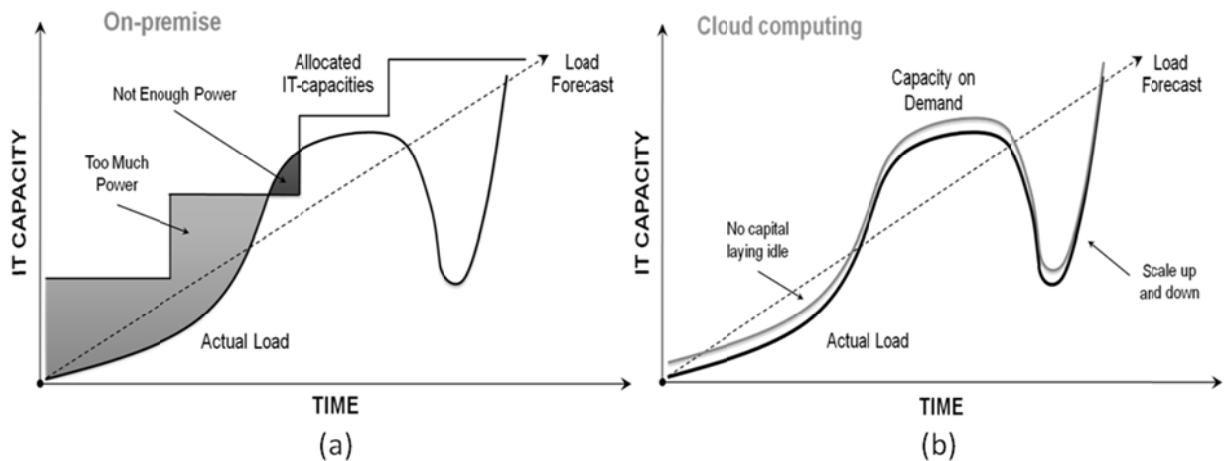 On-premise
Allocated
IT-capacities
Load
Forecast
Not Enough Power
Too Much
Power
Actual Load
IT CAPACITY
TIME
(a)
Cloud computing
Capacity on
Demand
Load
Forecast
No capital
laying idle
Scale up
and down
Actual Load
IT CAPACITY
TIME
(b)